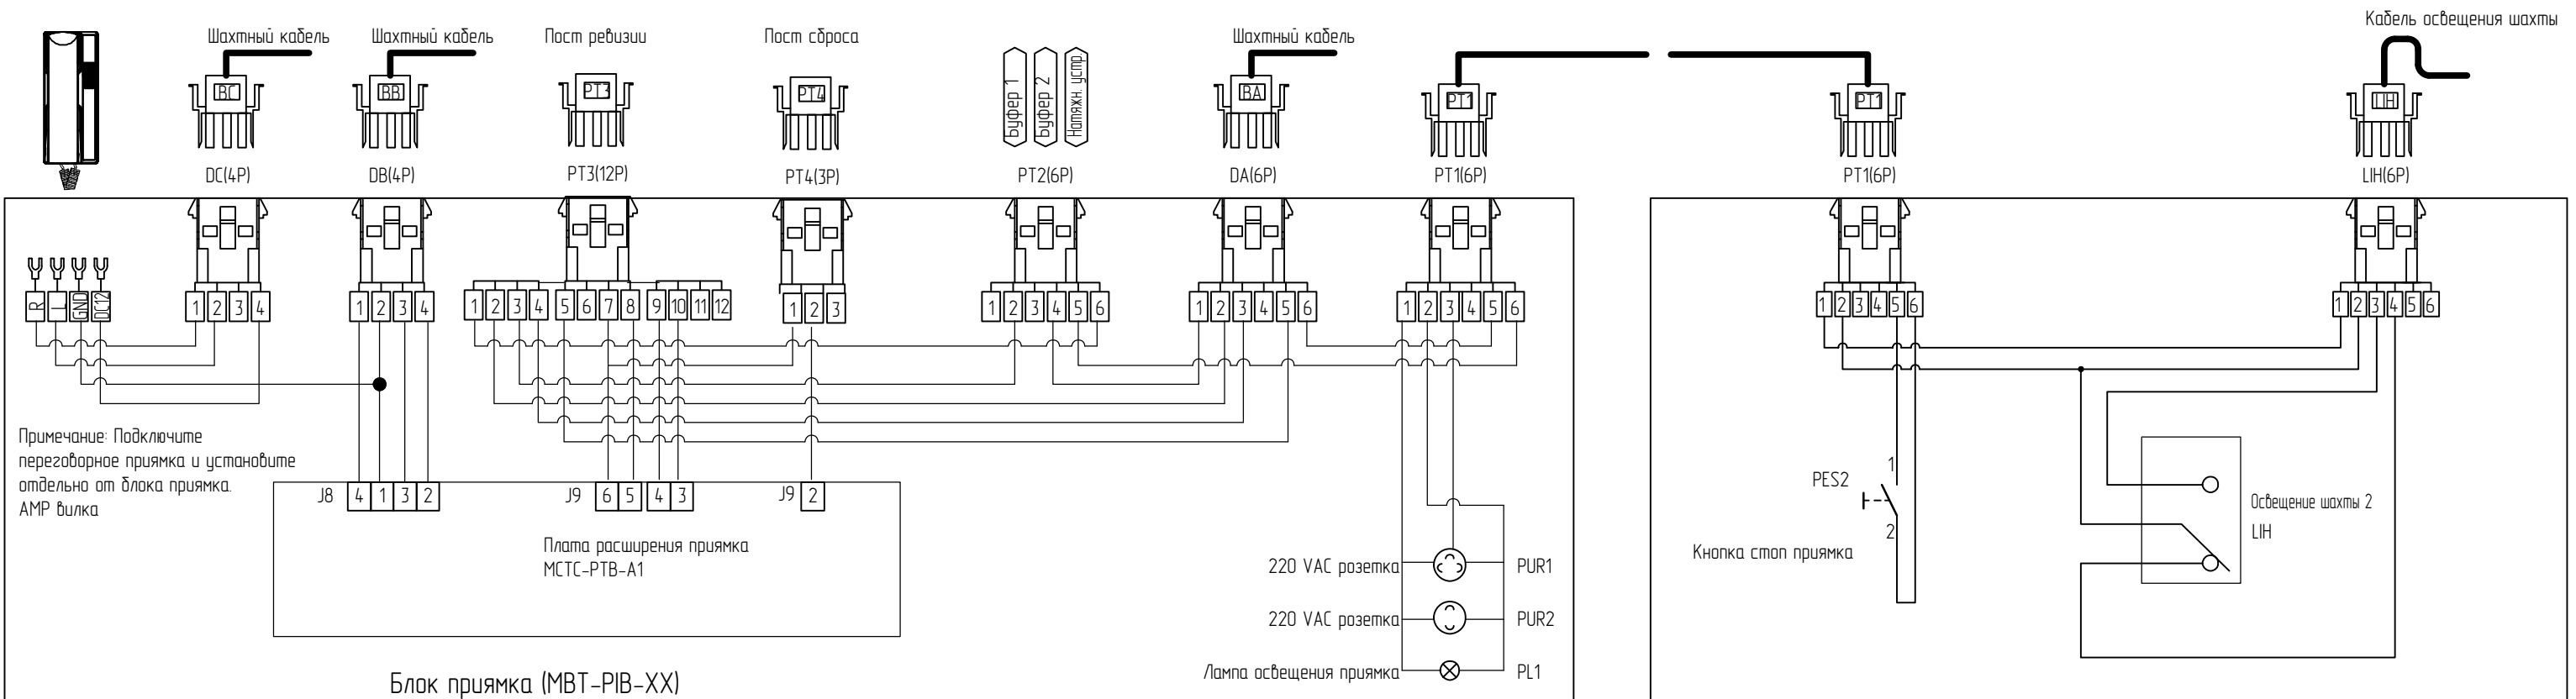 Кабель освещения шахты
Шахтный кабель
Шахтный кабель
Пост ревизии
Пост сброса
Буфер 1
Буфер 2
Натяжн. устр.
Шахтный кабель
BC
BB
PT3
PT4
BA
PT1
PT1
LIH
DC(4P)
DB(4P)
PT3(12P)
PT4(3P)
PT2(6P)
DA(6P)
PT1(6P)
PT1(6P)
LIH(6P)
R L GND DC12
1 2 3 4
1 2 3 4
1 2 3 4 5 6 7 8 9 10 11 12
1 2 3
1 2 3 4 5 6
1 2 3 4 5 6
1 2 3 4 5 6
1 2 3 4 5 6
1 2 3 4 5 6
Примечание: Подключите
переговорное приямка и установите
отдельно от блока приямка.
AMP вилка
J8 4 1 3 2
J9 6 5 4 3
J9 2
Плата расширения приямка
MCTC-PTB-A1
220 VAC розетка PUR1
220 VAC розетка PUR2
Лампа освещения приямка PL1
Блок приямка (MBT-PIB-XX)
1
PES2
2
Кнопка стоп приямка
Освещение шахты 2
LIH